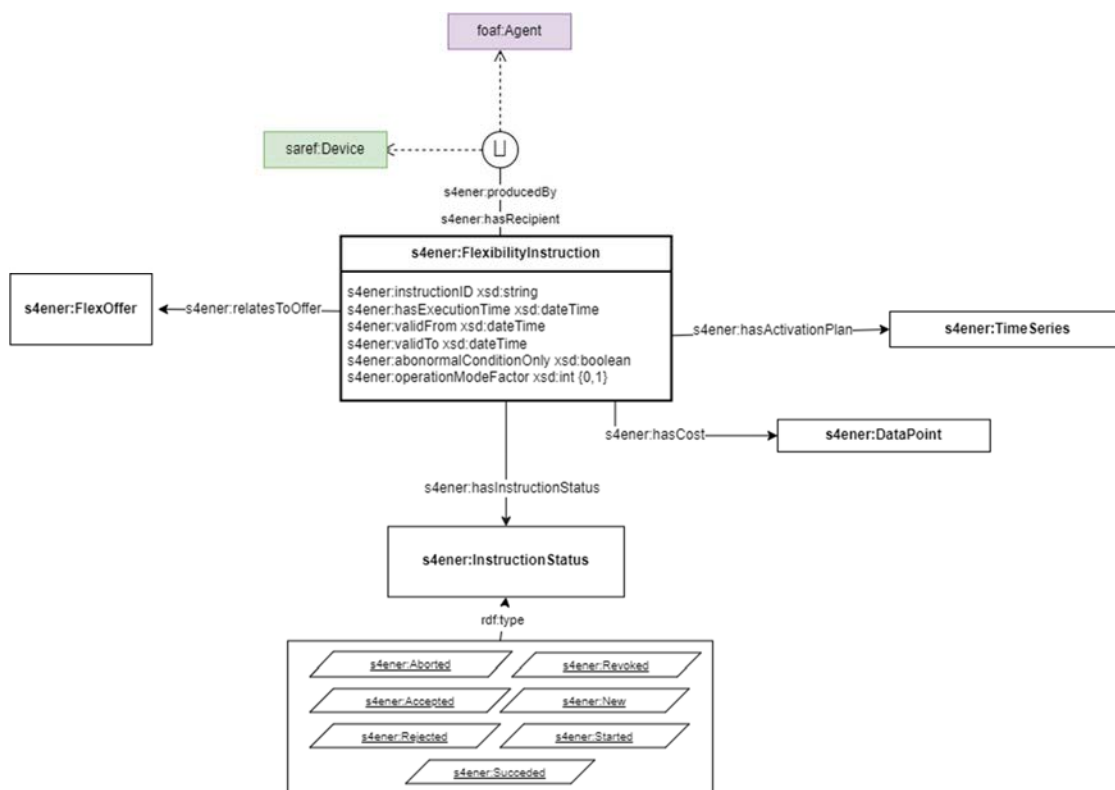 foaf:Agent
saref:Device
⊔
s4ener:producedBy
s4ener:hasRecipient
s4ener:FlexibilityInstruction
s4ener:instructionID xsd:string
s4ener:hasExecutionTime xsd:dateTime
s4ener:validFrom xsd:dateTime
s4ener:validTo xsd:dateTime
s4ener:abonormalConditionOnly xsd:boolean
s4ener:operationModeFactor xsd:int {0,1}
s4ener:FlexOffer
s4ener:relatesToOffer
s4ener:hasActivationPlan
s4ener:TimeSeries
s4ener:hasCost
s4ener:DataPoint
s4ener:hasInstructionStatus
s4ener:InstructionStatus
rdf:type
s4ener:Aborted
s4ener:Revoked
s4ener:Accepted
s4ener:New
s4ener:Rejected
s4ener:Started
s4ener:Succeded